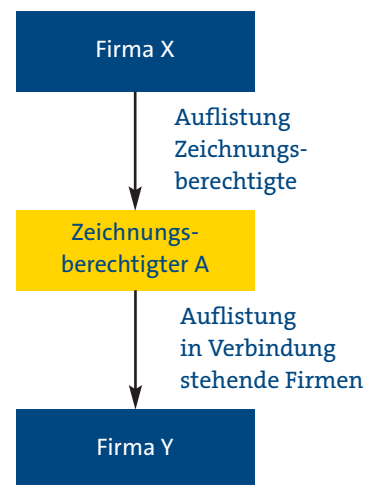 Firma X
Auflistung
Zeichnungs-
berechtigte
Zeichnungs-
berechtigter A
Auflistung
in Verbindung
stehende Firmen
Firma Y